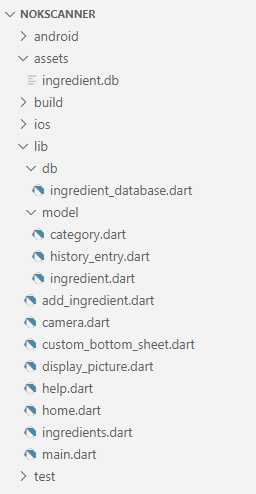 NOKSCANNER
android
assets
ingredient.db
build
ios
lib
db
ingredient_database.dart
model
category.dart
history_entry.dart
ingredient.dart
add_ingredient.dart
camera.dart
custom_bottom_sheet.dart
display_picture.dart
help.dart
home.dart
ingredients.dart
main.dart
test